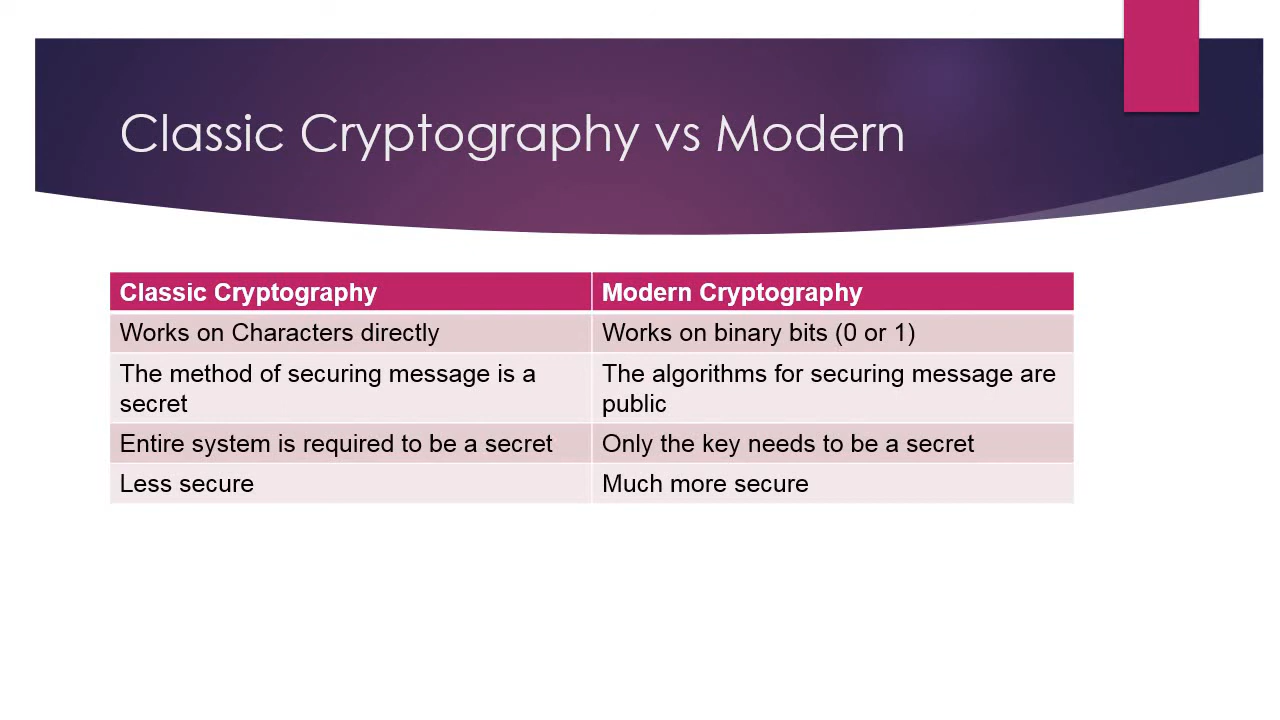 Classic Cryptography vs Modern
Classic Cryptography
Modern Cryptography
Works on Characters directly
Works on binary bits (0 or 1)
The method of securing message is a
secret
The algorithms for securing message are
public
Entire system is required to be a secret
Only the key needs to be a secret
Less secure
Much more secure